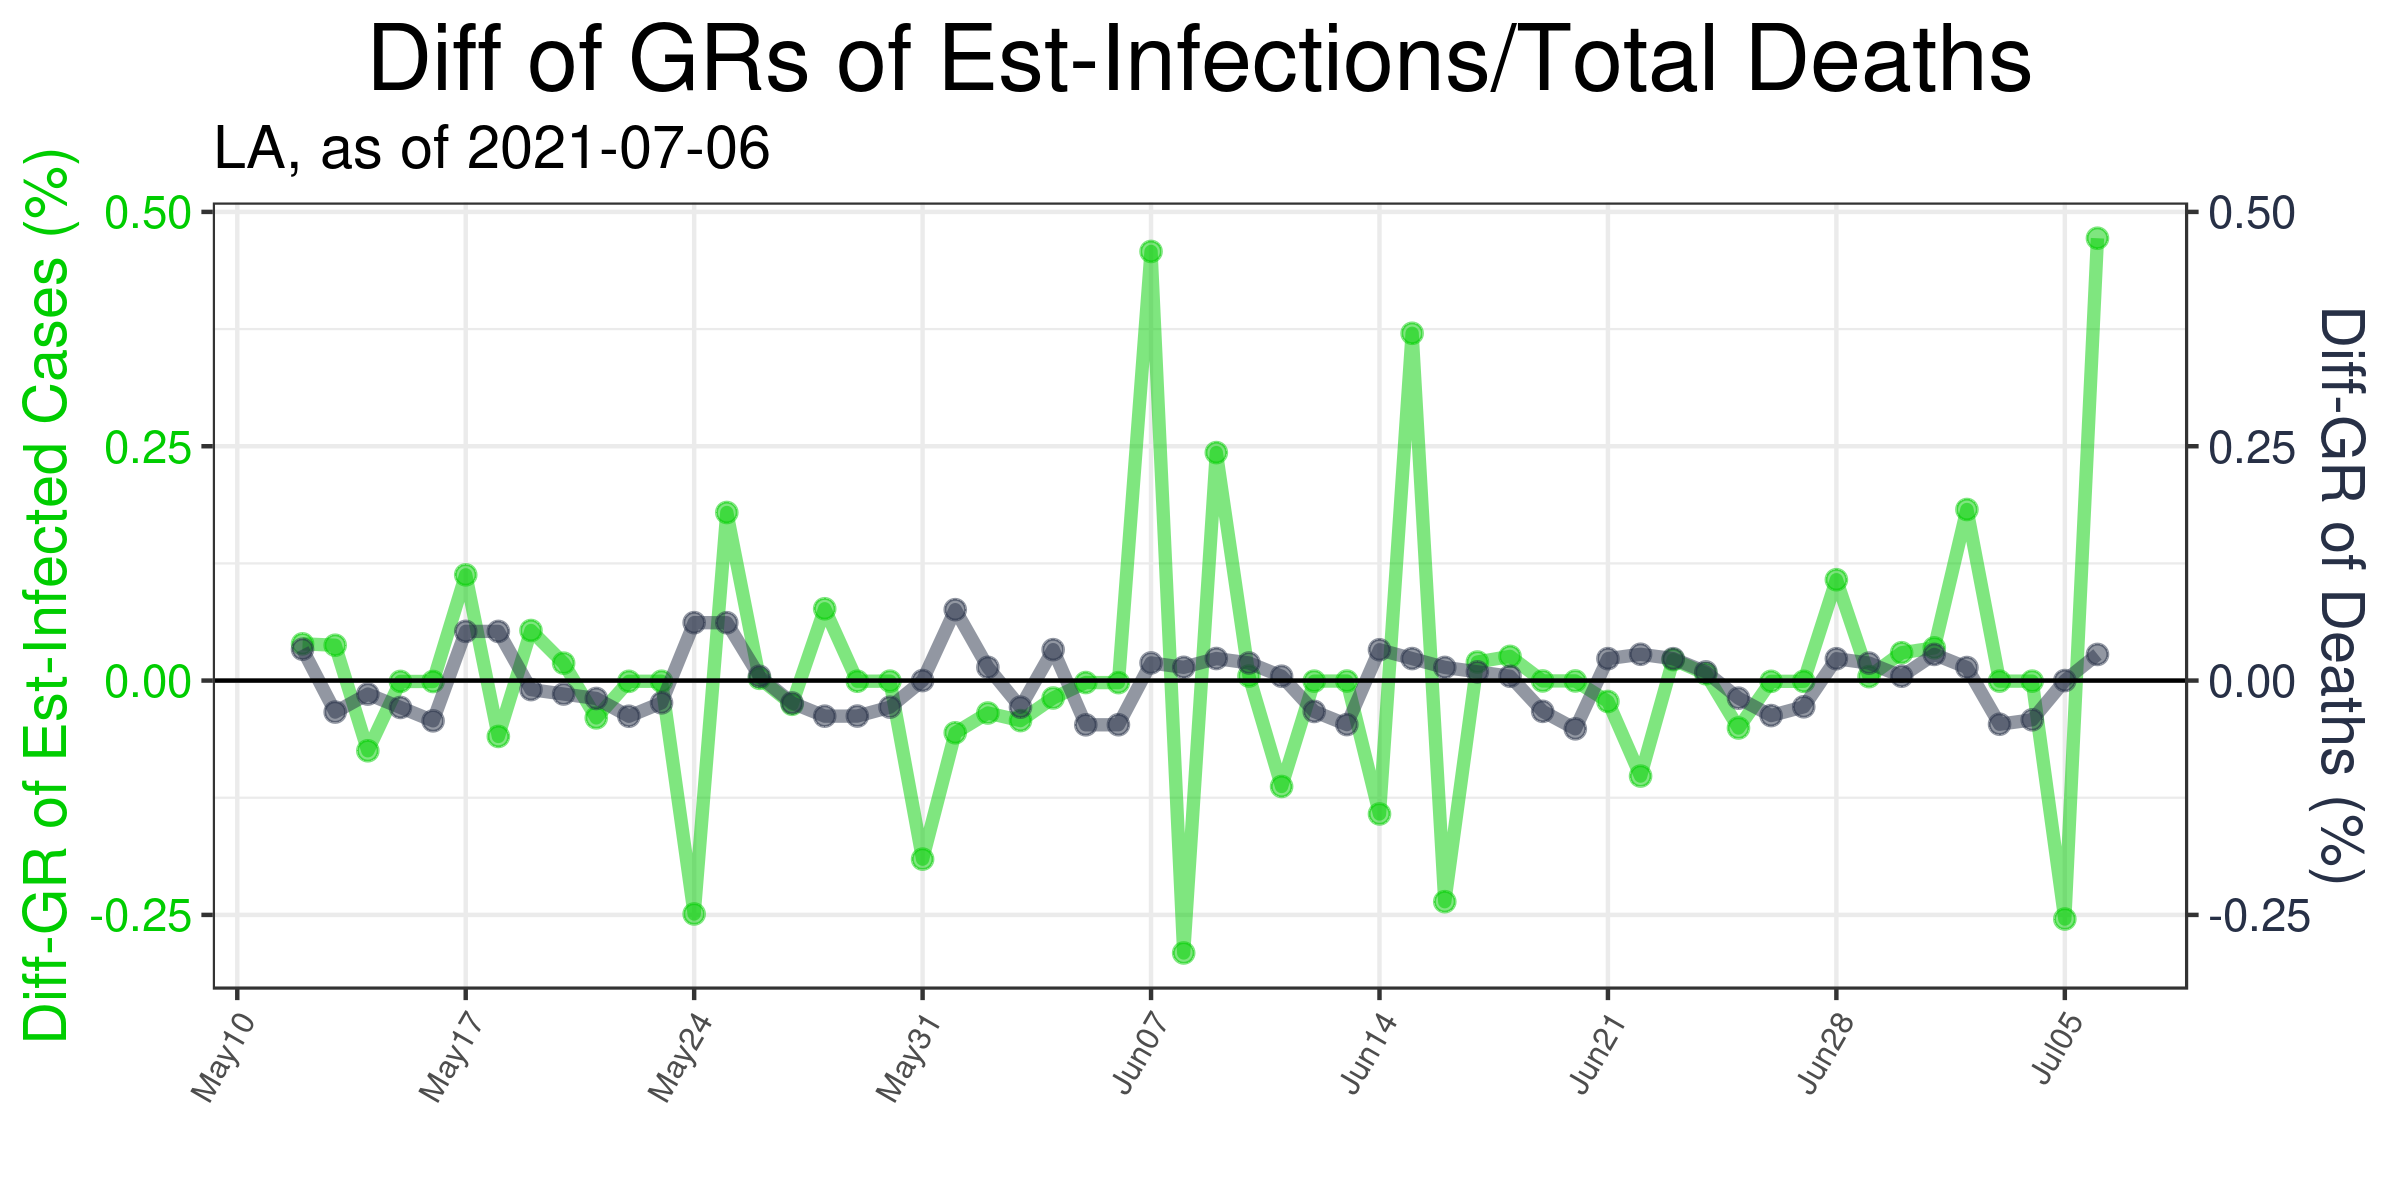 Diff of GRs of Est-Infections/Total Deaths
LA, as of 2021-07-06
Diff-GR of Est-Infected Cases (%)
0.50
0.25
0.00
-0.25
0.50
0.25
0.00
-0.25
Diff-GR of Deaths (%)
May10
May17
May24
May31
Jun07
Jun14
Jun21
Jun28
Jul05